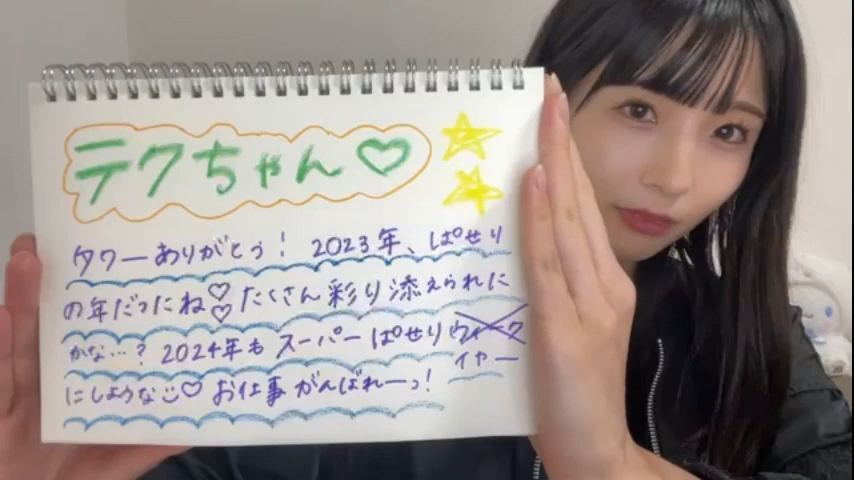 テクちゃん♡
タワーありがとう! 2023年、ぱせり
の年だったね♡♡たくさん彩り添えられた
かな…? 2024年も スーパーぱせりウィーク
イヤー
にしような♡ お仕事がんばれーっ!